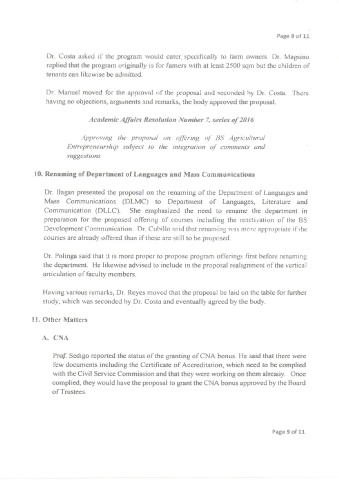 Page 8 of 11
Dr. Costa asked if the program would cater specifically to farm owners. Dr. Maguino
replied that the program originally is for famers with at least 2500 sqm but the children of
tenants can likewise be admitted.
Dr. Manuel moved for the approval of the proposal and seconded by Dr. Costa. There
having no objections, arguments and remarks, the body approved the proposal.
Academic Affairs Resolution Number 7, series of 2016
Approving the proposal on offering of BS Agricultural
Entrepreneurship subject to the integration of comments and
suggestions
10. Renaming of Department of Languages and Mass Communications
Dr. Ilagan presented the proposal on the renaming of the Department of Languages and
Mass Communications (DLMC) to Department of Languages, Literature and
Communication (DLLC). She emphasized the need to rename the department in
preparation for the proposed offering of courses including the reactivation of the BS
Development Communication. Dr. Cubillo said that renaming was more appropriate if the
courses are already offered than if these are still to be proposed.
Dr. Polinga said that it is more proper to propose program offerings first before renaming
the department. He likewise advised to include in the proposal realignment of the vertical
articulation of faculty members.
Having various remarks, Dr. Reyes moved that the proposal be laid on the table for further
study, which was seconded by Dr. Costa and eventually agreed by the body.
11. Other Matters
A. CNA
Prof. Sedigo reported the status of the granting of CNA bonus. He said that there were
few documents including the Certificate of Accreditation, which need to be complied
with the Civil Service Commission and that they were working on them already. Once
complied, they would have the proposal to grant the CNA bonus approved by the Board
of Trustees.
Page 9 of 11